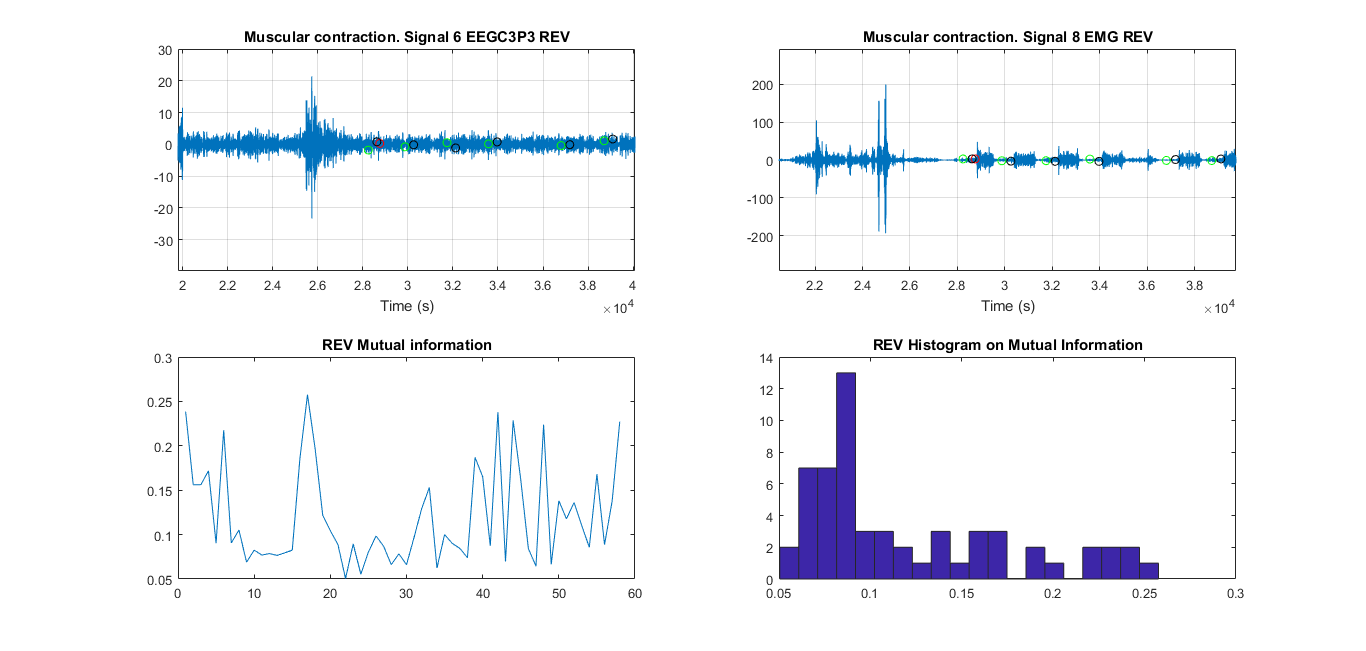 Muscular contraction. Signal 6 EEGC3P3 REV
30
20
10
0
-10
-20
-30
2 2.2 2.4 2.6 2.8 3 3.2 3.4 3.6 3.8 4
Time (s)
×10^4
Muscular contraction. Signal 8 EMG REV
200
100
0
-100
-200
2.2 2.4 2.6 2.8 3 3.2 3.4 3.6 3.8
Time (s)
×10^4
REV Mutual information
0.3
0.25
0.2
0.15
0.1
0.05
0 10 20 30 40 50 60
REV Histogram on Mutual Information
14
12
10
8
6
4
2
0
0.05 0.1 0.15 0.2 0.25 0.3